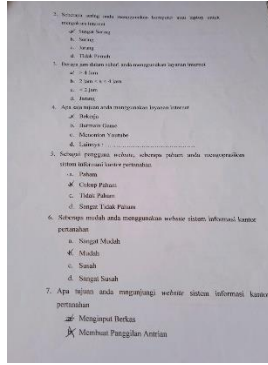 2. Seberapa sering anda menggunakan komputer atau tablet untuk
mengakses internet
a. Sangat Sering
b. Sering
c. Jarang
d. Tidak Pernah
3. Berapa jam dalam sehari anda menggunakan layanan internet
a. > 4 Jam
b. 2 jam < x < 4 jam
c. < 2 jam
d. Jarang
4. Apa saja tujuan anda menggunakan layanan internet
a. Bekerja
b. Bermain Game
c. Menonton Youtube
d. Lainnya :
5. Sebagai pengguna website, seberapa paham anda mengoprasikan
sistem informasi kantor pertanahan.
a. Paham
b. Cukup Paham
c. Tidak Paham
d. Sangat Tidak Paham
6. Seberapa mudah anda menggunakan website sistem informasi kantor
pertanahan
a. Sangat Mudah
b. Mudah
c. Susah
d. Sangat Susah
7. Apa tujuan anda mengunjungi website sistem informasi kantor
pertanahan
a. Menginput Berkas
b. Membuat Panggilan Antrian